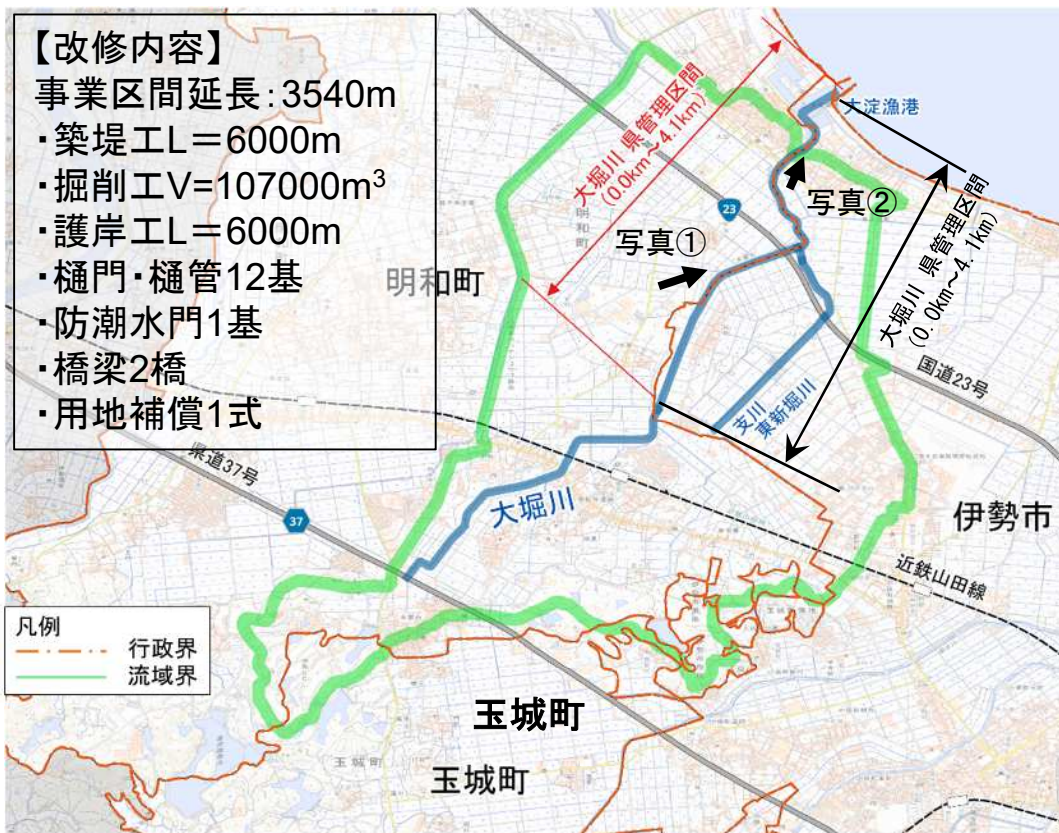 【改修内容】
事業区間延長:3540m
・築堤工L=6000m
・掘削工V=107000m³
・護岸工L=6000m
・樋門・樋管12基
・防潮水門1基
・橋梁2橋
・用地補償1式
大淀漁港
大堀川 県管理区間
(0.0km~4.1km)
23
写真②
写真①
明和町
明和町
大堀川 県管理区間
(0.0km~4.1km)
国道23号
支川
東新堀川
県道37号
37
大堀川
伊勢市
近鉄山田線
凡例
行政界
流域界
玉城町
玉城町
玉城町